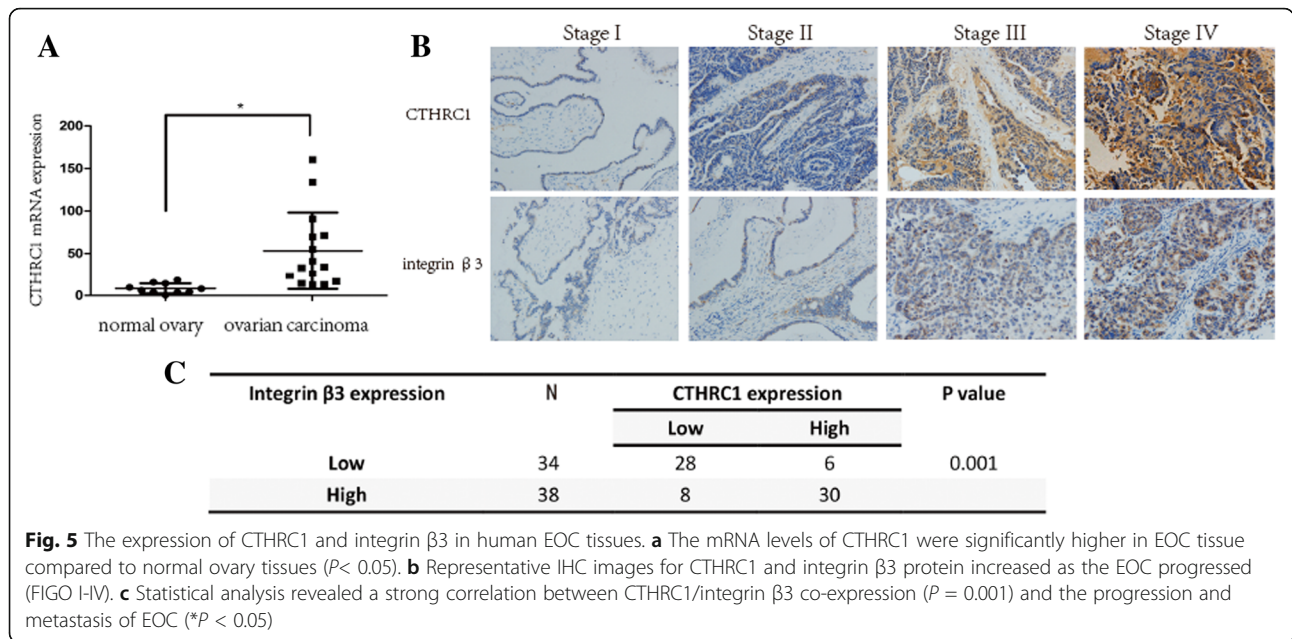 A
*
200
150
100
50
0
CTHRC1 mRNA expression
normal ovary
ovarian carcinoma
B
Stage I
Stage II
Stage III
Stage IV
CTHRC1
integrin β3
C
Integrin β3 expression N CTHRC1 expression P value
Low High
Low 34 28 6 0.001
High 38 8 30
Fig. 5 The expression of CTHRC1 and integrin β3 in human EOC tissues. a The mRNA levels of CTHRC1 were significantly higher in EOC tissue
compared to normal ovary tissues (P< 0.05). b Representative IHC images for CTHRC1 and integrin β3 protein increased as the EOC progressed
(FIGO I-IV). c Statistical analysis revealed a strong correlation between CTHRC1/integrin β3 co-expression (P = 0.001) and the progression and
metastasis of EOC (*P < 0.05)